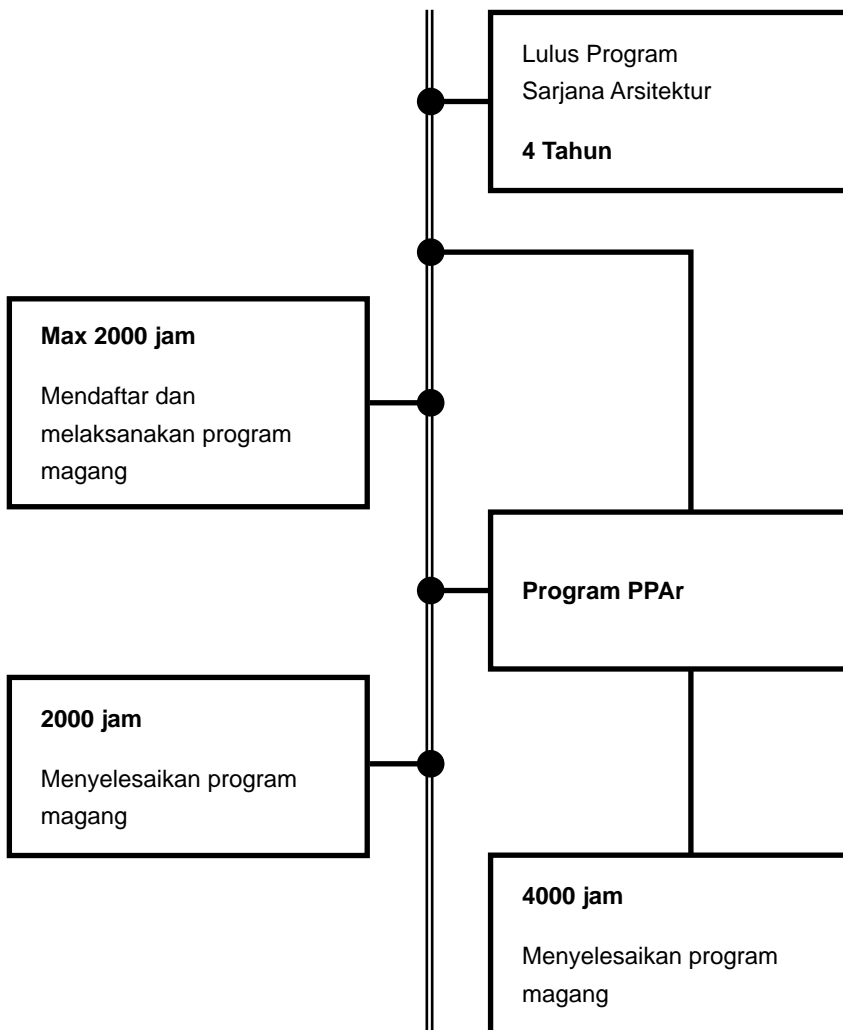 Lulus Program
Sarjana Arsitektur
4 Tahun
Max 2000 jam
Mendaftar dan
melaksanakan program
magang
Program PPAr
2000 jam
Menyelesaikan program
magang
4000 jam
Menyelesaikan program
magang